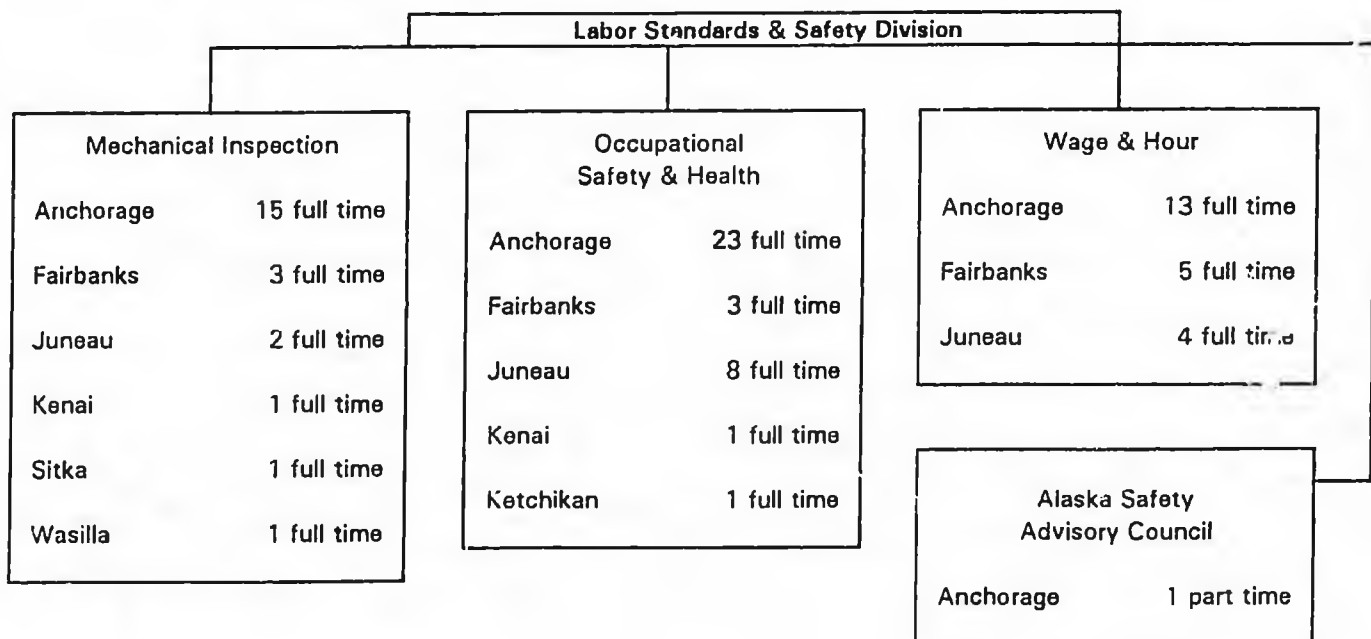 Labor Standards & Safety Division
Mechanical Inspection
Anchorage 15 full time
Fairbanks 3 full time
Juneau 2 full time
Kenai 1 full time
Sitka 1 full time
Wasilla 1 full time
Occupational
Safety & Health
Anchorage 23 full time
Fairbanks 3 full time
Juneau 8 full time
Kenai 1 full time
Ketchikan 1 full time
Wage & Hour
Anchorage 13 full time
Fairbanks 5 full time
Juneau 4 full time
Alaska Safety
Advisory Council
Anchorage 1 part time